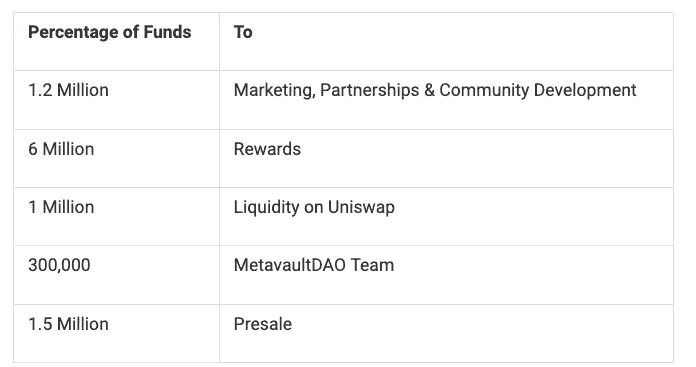 Percentage of Funds To
1.2 Million Marketing, Partnerships & Community Development
6 Million Rewards
1 Million Liquidity on Uniswap
300,000 MetavaultDAO Team
1.5 Million Presale